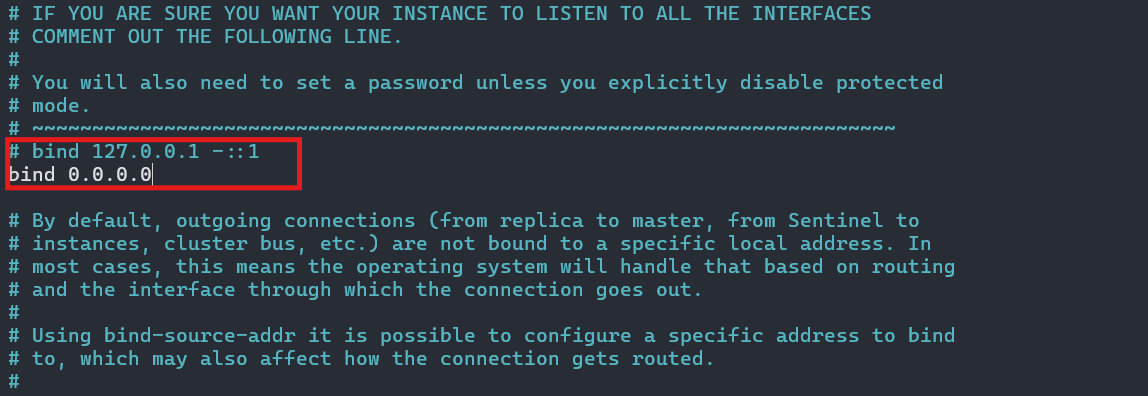 # IF YOU ARE SURE YOU WANT YOUR INSTANCE TO LISTEN TO ALL THE INTERFACES
# COMMENT OUT THE FOLLOWING LINE.
#
# You will also need to set a password unless you explicitly disable protected
# mode.
# ~~~~~~~~~~~~~~~~~~~~~~~~~~~~~~~~~~~~~~~~~~~~~~~~~~~~~~~~~~~~~~~~~~~~~~~~
# bind 127.0.0.1 -::1
bind 0.0.0.0
# By default, outgoing connections (from replica to master, from Sentinel to
# instances, cluster bus, etc.) are not bound to a specific local address. In
# most cases, this means the operating system will handle that based on routing
# and the interface through which the connection goes out.
#
# Using bind-source-addr it is possible to configure a specific address to bind
# to, which may also affect how the connection gets routed.
#